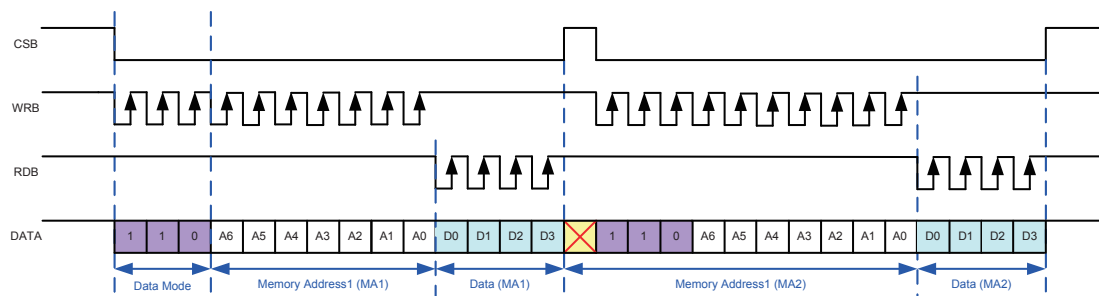 CSB
WRB
RDB
DATA 1 1 0 A6 A5 A4 A3 A2 A1 A0 D0 D1 D2 D3 1 1 0 A6 A5 A4 A3 A2 A1 A0 D0 D1 D2 D3
Data Mode Memory Address1 (MA1) Data (MA1) Memory Address1 (MA2) Data (MA2)